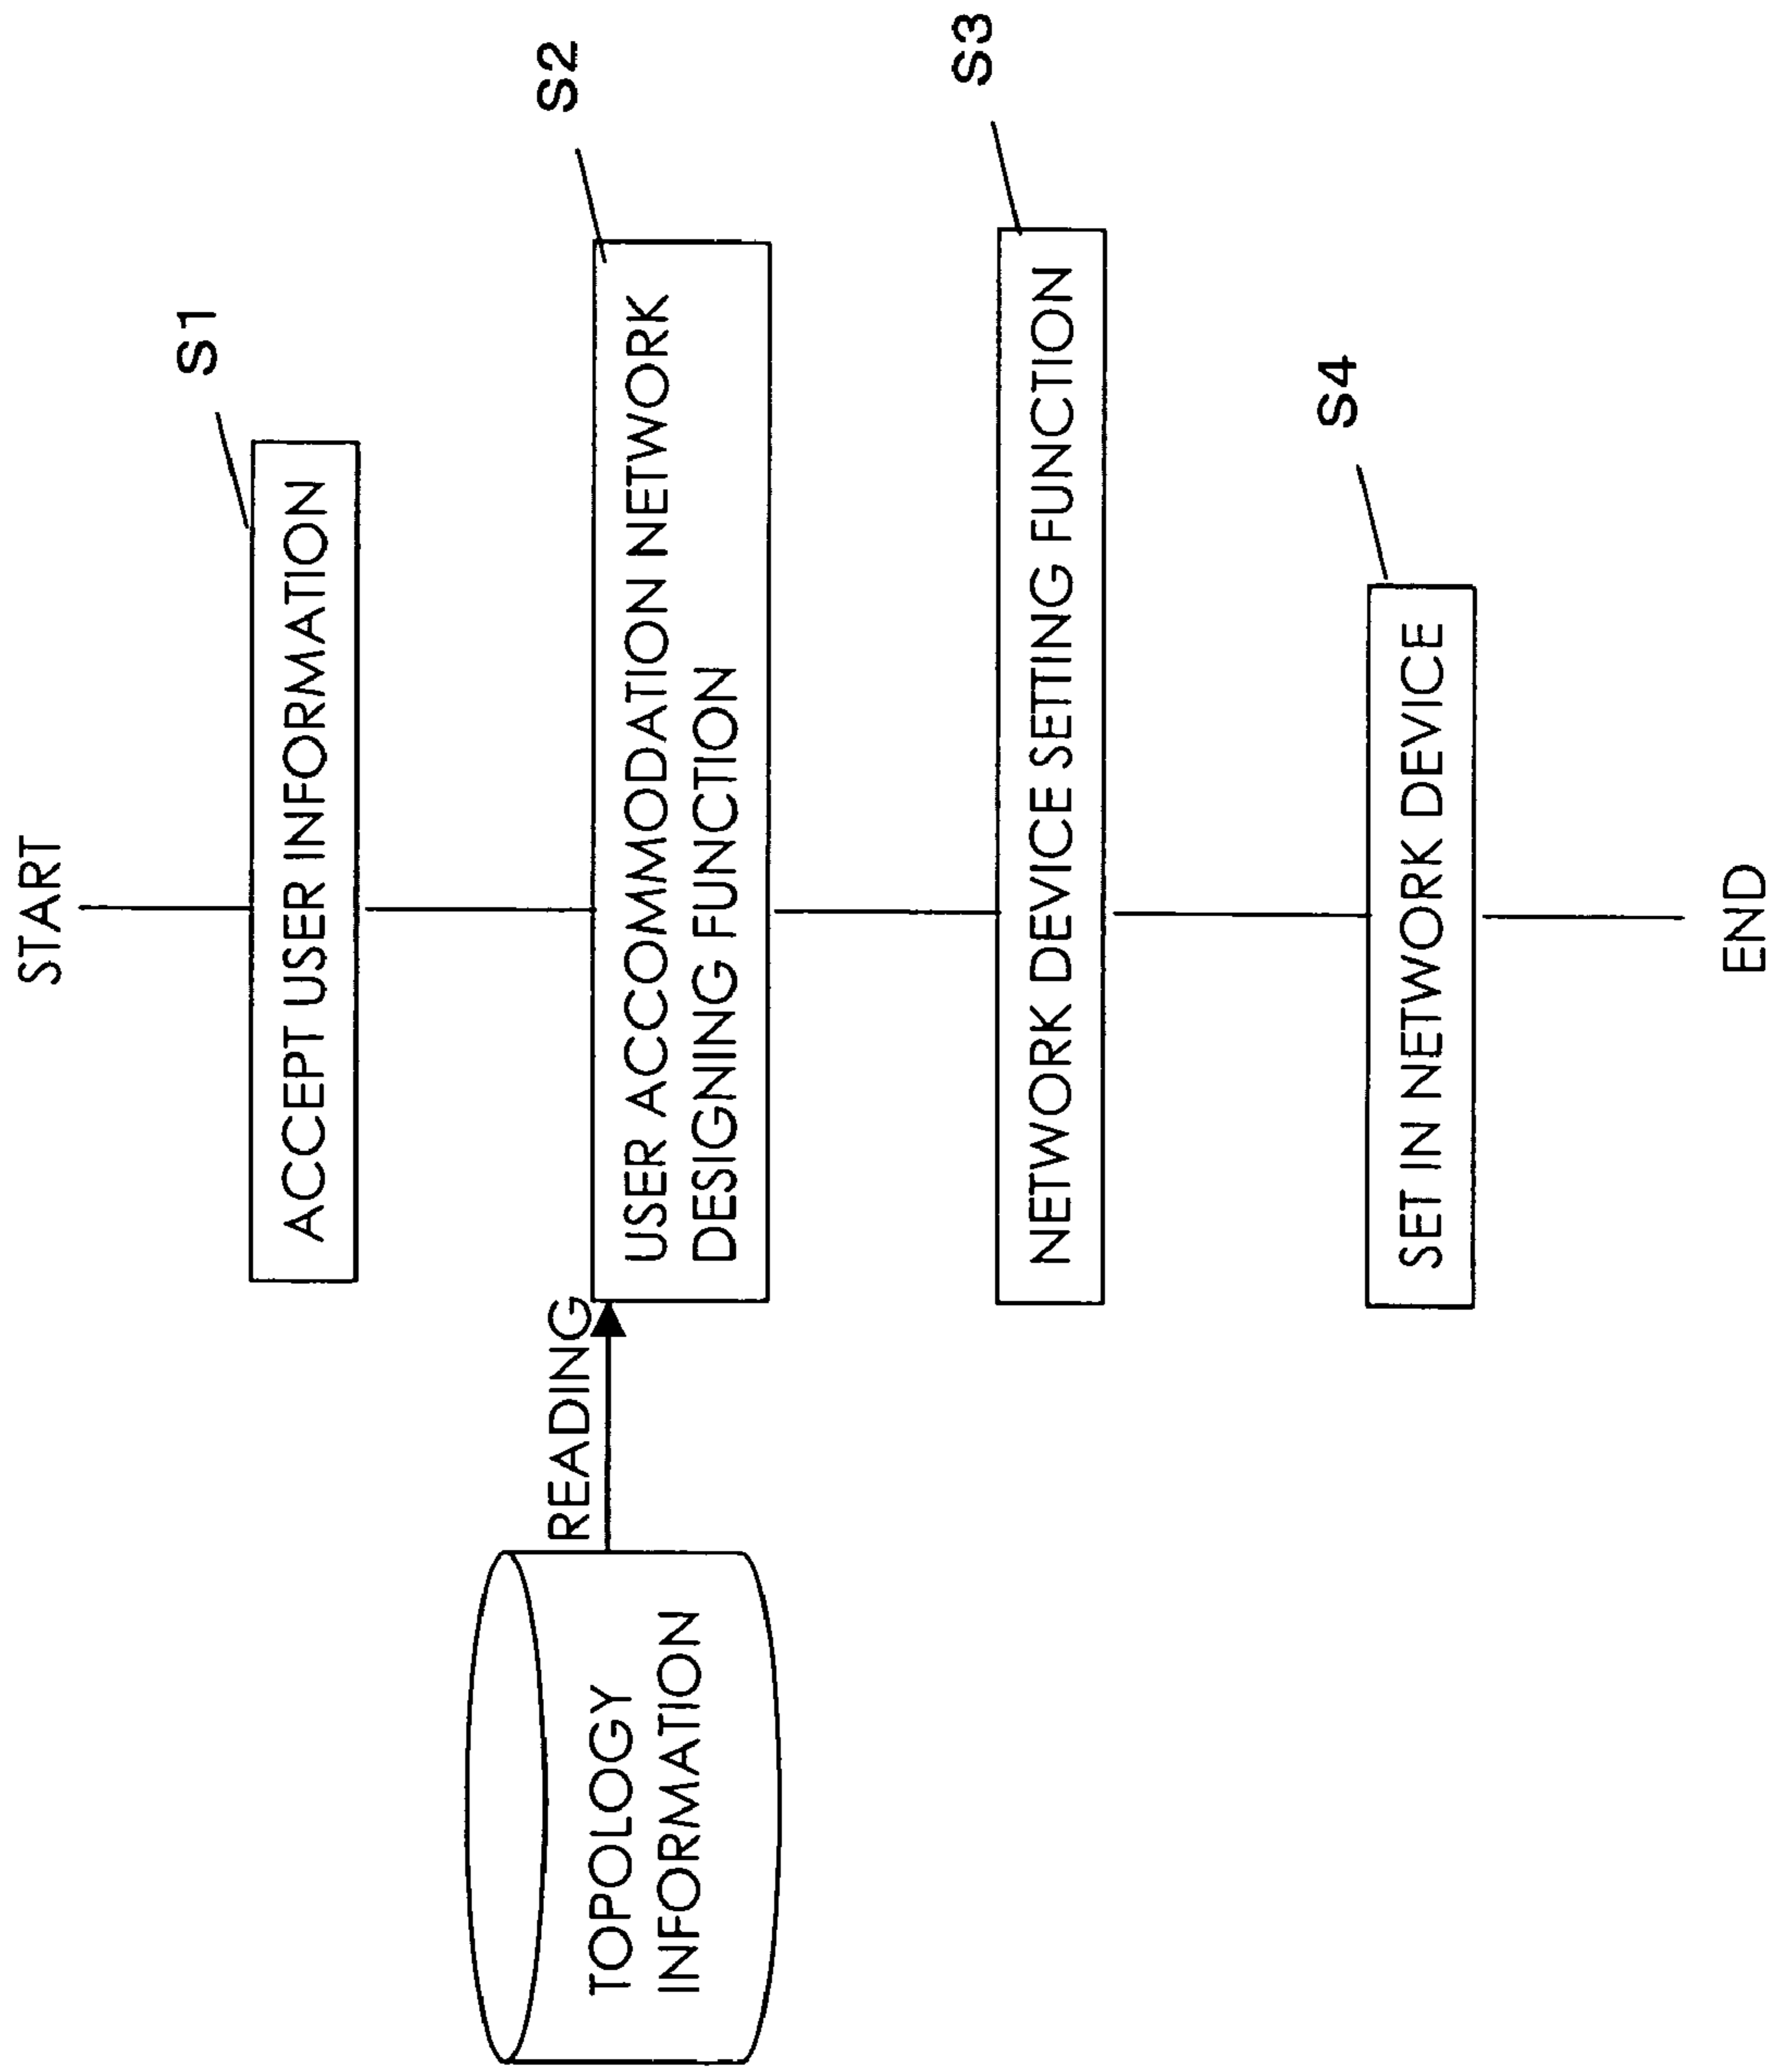 START
ACCEPT USER INFORMATION
S1
TOPOLOGY
INFORMATION
READING
USER ACCOMMODATION NETWORK
DESIGNING FUNCTION
S2
NETWORK DEVICE SETTING FUNCTION
S3
SET IN NETWORK DEVICE
S4
END